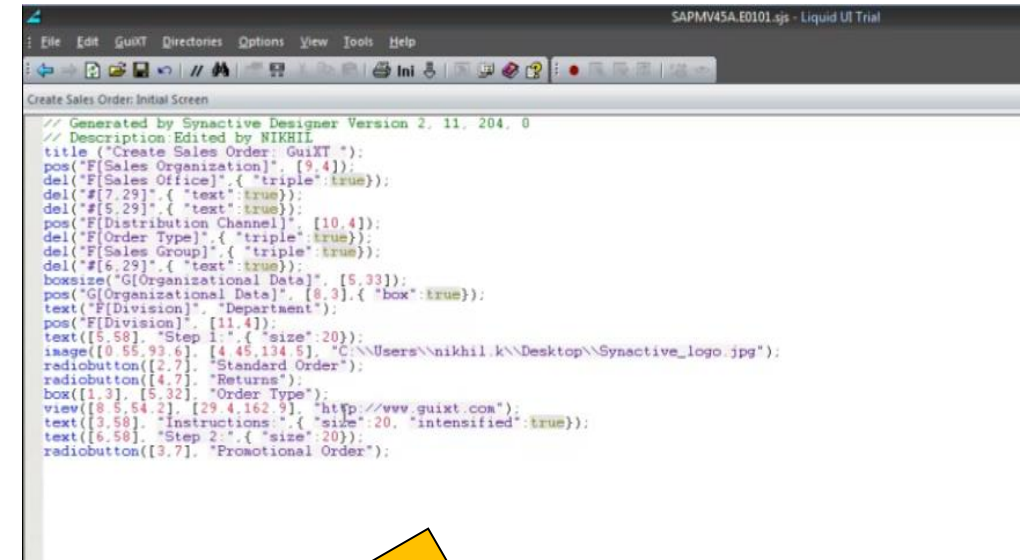 SAPMV45A.E0101.sjs - Liquid UI Trial
File Edit GuiXT Directories Options View Tools Help
Ini
Create Sales Order: Initial Screen
// Generated by Synactive Designer Version 2, 11, 204, 0
// Description:Edited by NIKHIL
title ("Create Sales Order: GuiXT ");
pos("F[Sales Organization]", [9,4]);
del("F[Sales Office]",{ "triple":true});
del("#[7,29]",{ "text":true});
del("#[5,29]",{ "text":true});
pos("F[Distribution Channel]", [10,4]);
del("F[Order Type]",{ "triple":true});
del("F[Sales Group]",{ "triple":true});
del("#[6,29]",{ "text":true});
boxsize("G[Organizational Data]", [5,33]);
pos("G[Organizational Data]", [8,3],{ "box":true});
text("F[Division]", "Department");
pos("F[Division]", [11,4]);
text([5,58], "Step 1:",{ "size":20});
image([0.55,93.6], [4.45,134.5], "C:\\Users\\nikhil.k\\Desktop\\Synactive_logo.jpg");
radiobutton([2,7], "Standard Order");
radiobutton([4,7], "Returns");
box([1,3], [5,32], "Order Type");
view([8.5,54.2], [29.4,162.9], "http://www.guixt.com");
text([3,58], "Instructions:",{ "size":20, "intensified":true});
text([6,58], "Step 2:",{ "size":20});
radiobutton([3,7], "Promotional Order");